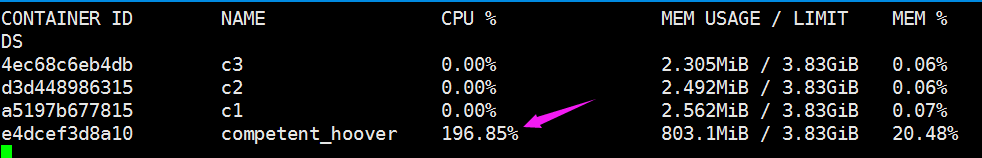 CONTAINER ID NAME CPU % MEM USAGE / LIMIT MEM %
DS
4ec68c6eb4db c3 0.00% 2.305MiB / 3.83GiB 0.06%
d3d448986315 c2 0.00% 2.492MiB / 3.83GiB 0.06%
a5197b677815 c1 0.00% 2.562MiB / 3.83GiB 0.07%
e4dcef3d8a10 competent_hoover 196.85% 803.1MiB / 3.83GiB 20.48%